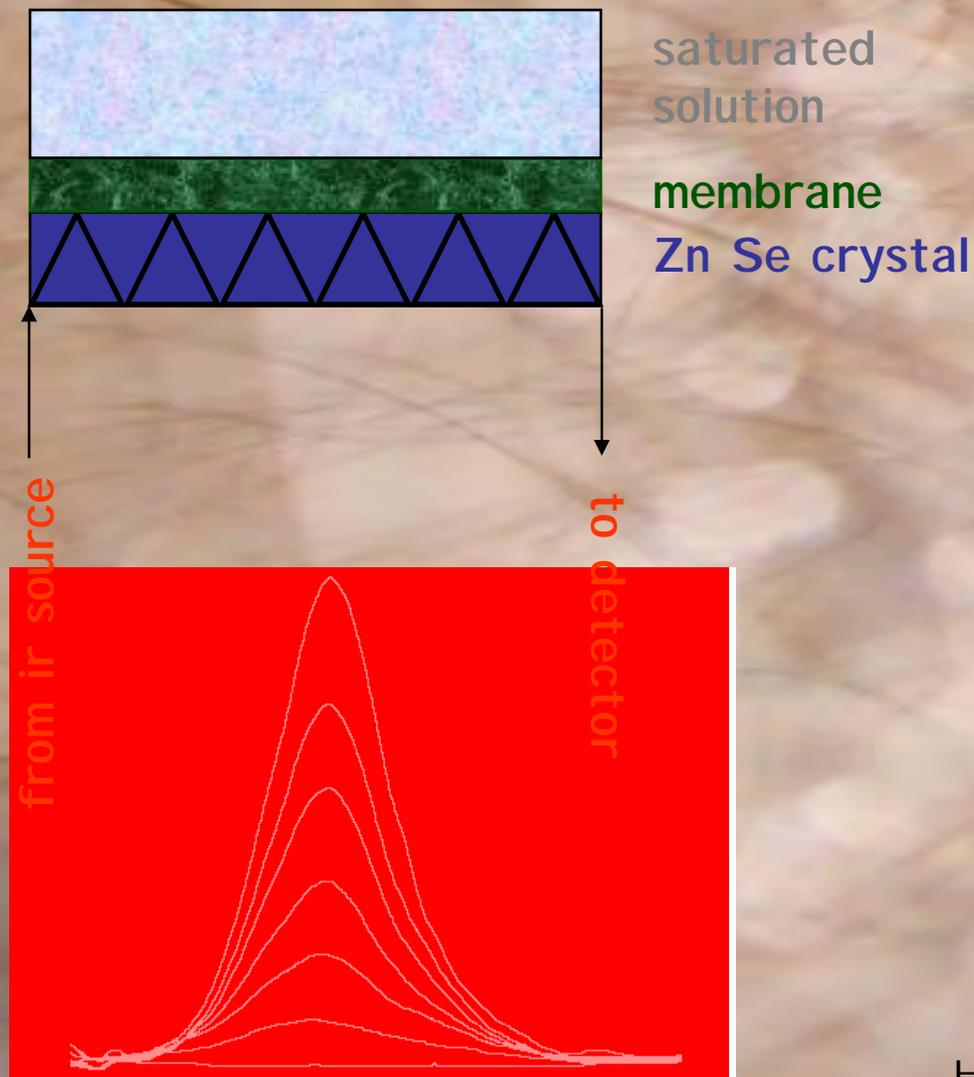 saturated
solution
membrane
Zn Se crystal
from ir source
to detector